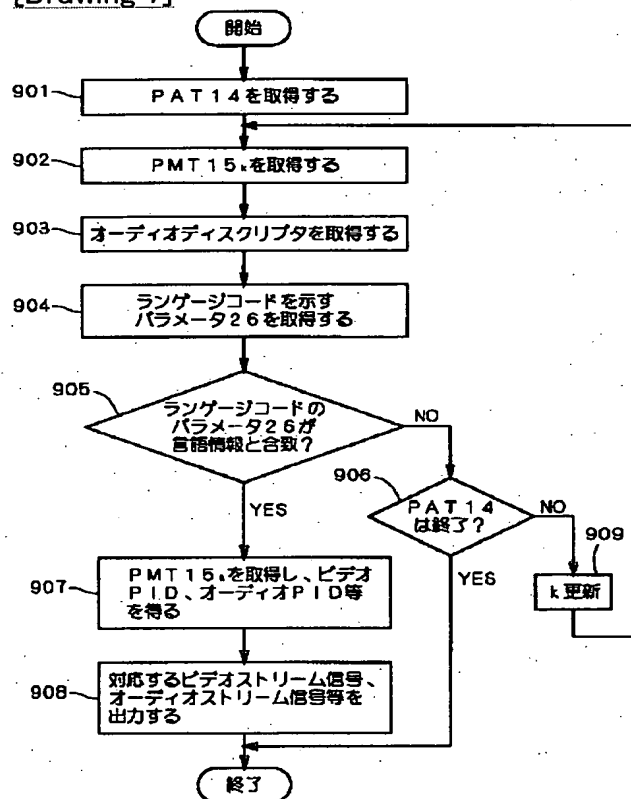 開始
901
PAT14を取得する
902
PMT15kを取得する
903
オーディオディスクリプタを取得する
904
ランゲージコードを示す
パラメータ26を取得する
905
ランゲージコードの
パラメータ26が
言語情報と合致?
NO
YES
906
PAT14
は終了?
NO
YES
909
k更新
907
PMT15kを取得し、ビデオ
PID、オーディオPID等
を得る
908
対応するビデオストリーム信号、
オーディオストリーム信号等を
出力する
終了